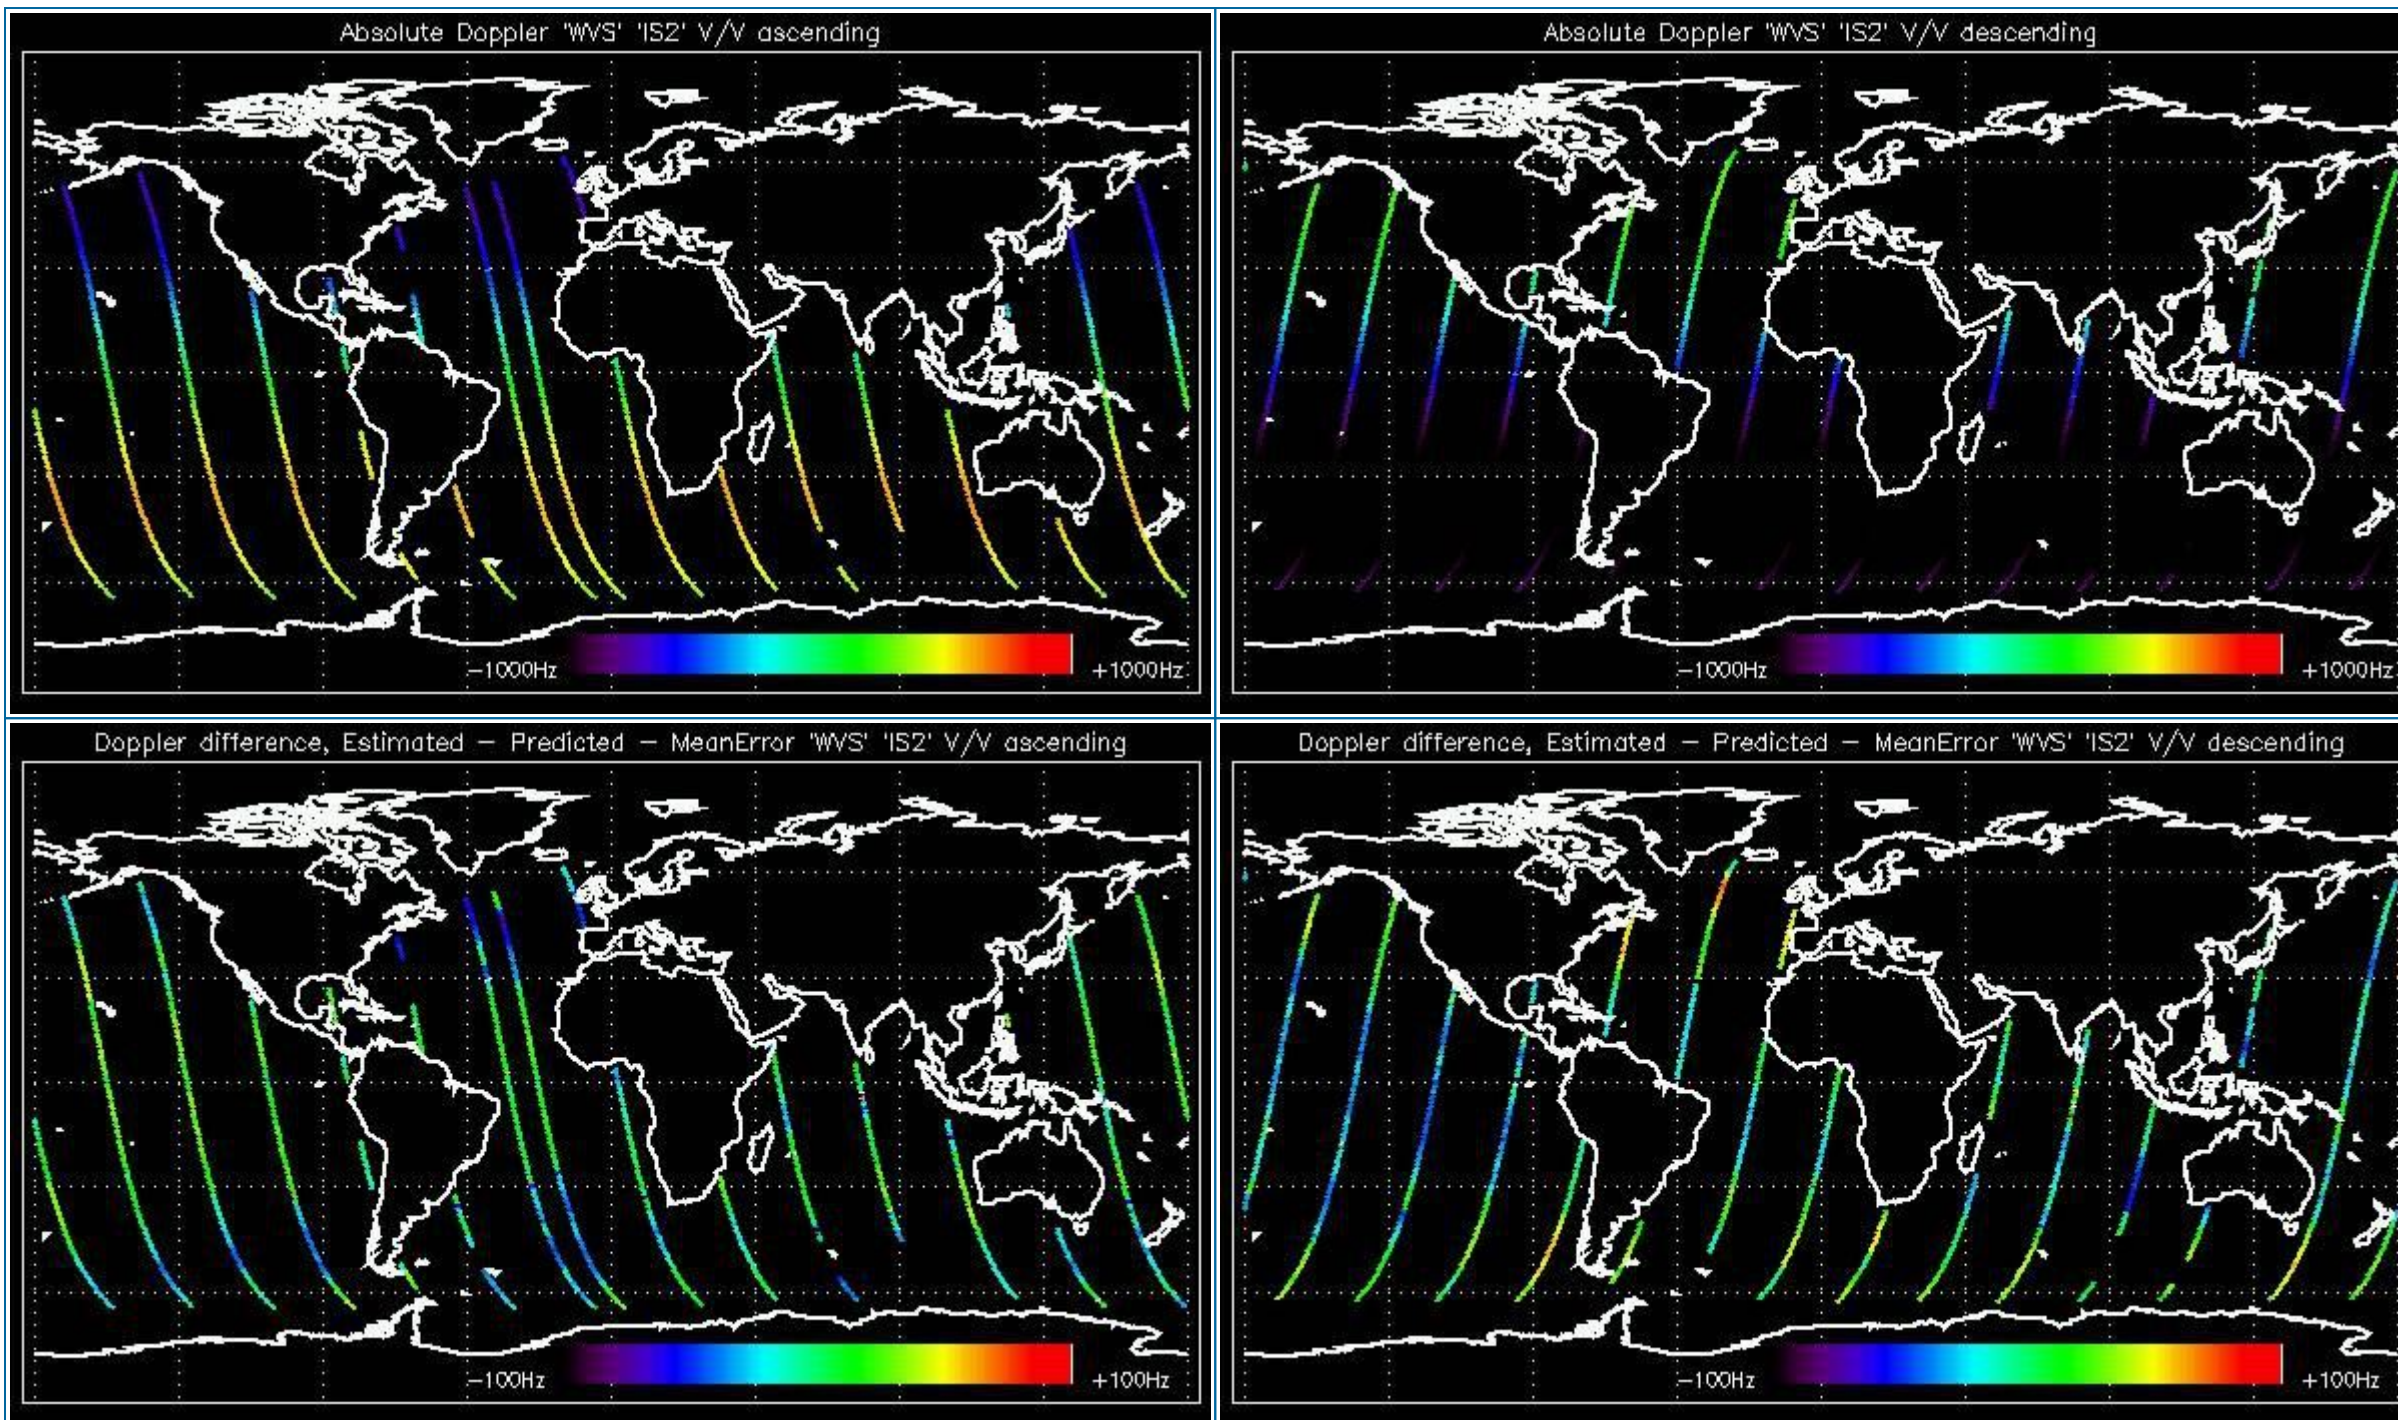 Absolute Doppler 'WVS' 'IS2' V/V ascending
-1000Hz
+1000Hz
Absolute Doppler 'WVS' 'IS2' V/V descending
-1000Hz
+1000Hz
Doppler difference, Estimated - Predicted - MeanError 'WVS' 'IS2' V/V ascending
-100Hz
+100Hz
Doppler difference, Estimated - Predicted - MeanError 'WVS' 'IS2' V/V descending
-100Hz
+100Hz